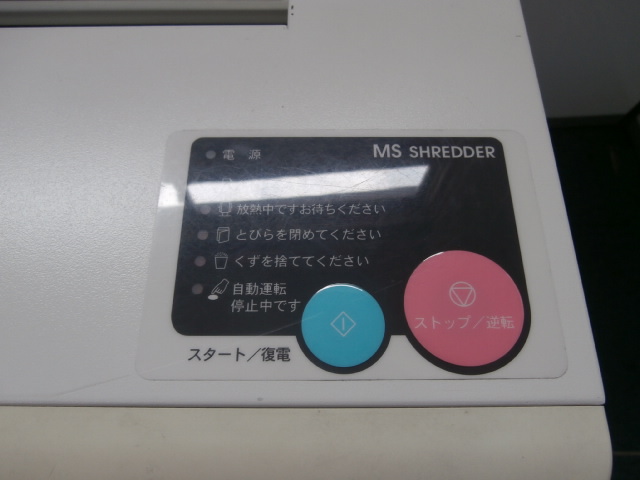 電源
MS SHREDDER
放熱中ですお待ちください
とびらを閉めてください
くずを捨ててください
自動運転
停止中です
ストップ／逆転
スタート／復電